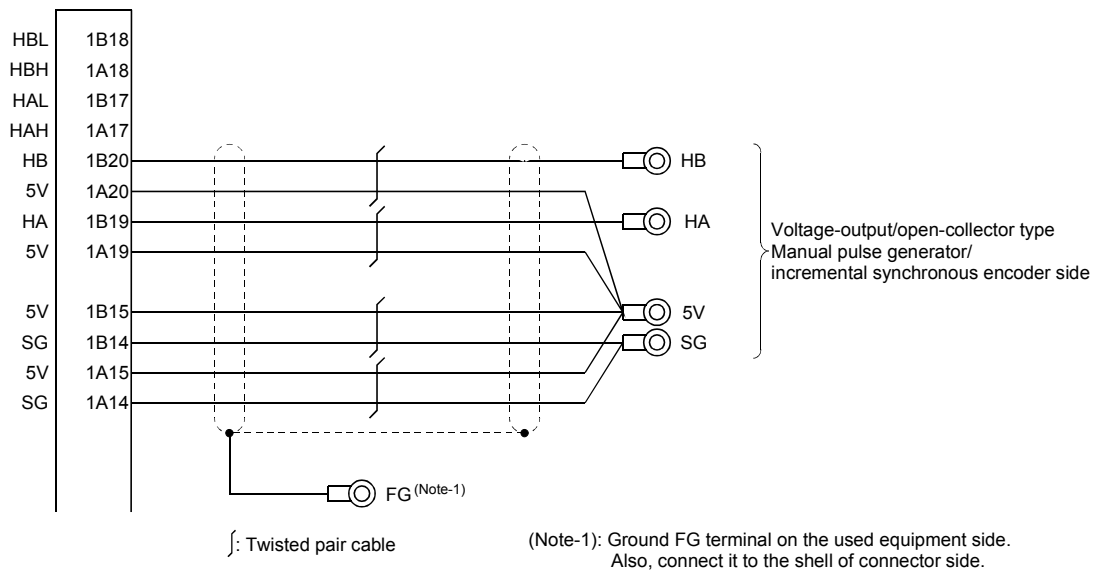 HBL 1B18
HBH 1A18
HAL 1B17
HAH 1A17
HB 1B20 HB
5V 1A20
HA 1B19 HA
5V 1A19
Voltage-output/open-collector type
Manual pulse generator/
incremental synchronous encoder side
5V 1B15 5V
SG 1B14 SG
5V 1A15
SG 1A14
FG (Note-1)
∫: Twisted pair cable
(Note-1): Ground FG terminal on the used equipment side.
Also, connect it to the shell of connector side.